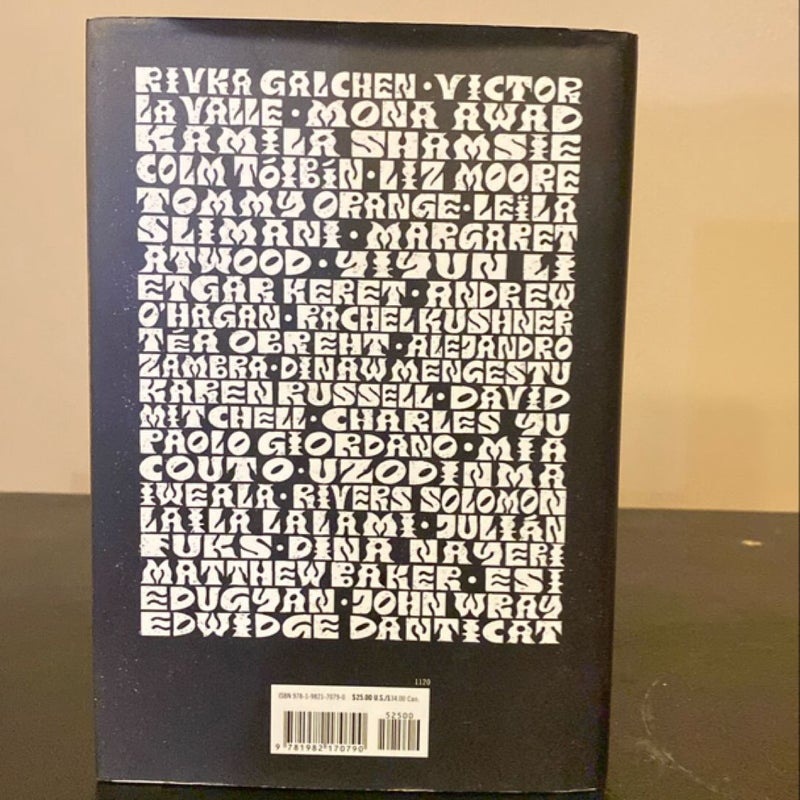 RIVKA GALCHEN · VICTOR
LAVALLE · MONA AWAD
KAMILA SHAMSIE
COLM TÓIBÍN · LIZ MOORE
TOMMY ORANGE · LEÏLA
SLIMANI · MARGARET
ATWOOD · YIYUN LI
ETGAR KERET · ANDREW
O'HAGAN · RACHEL KUSHNER
TÉA OBREHT · ALEJANDRO
ZAMBRA · DINAW MENGESTU
KAREN RUSSELL · DAVID
MITCHELL · CHARLES YU
PAOLO GIORDANO · MIA
COUTO · UZODINMA
IWEALA · RIVERS SOLOMON
LAILA LALAMI · JULIÁN
FUKS · DINA NAYERI
MATTHEW BAKER · ESI
EDUGYAN · JOHN WRAY
EDWIDGE DANTICAT
1120
ISBN 978-1-9821-7079-0 $25.00 U.S./$34.00 Can.
52500
9 781982 170790